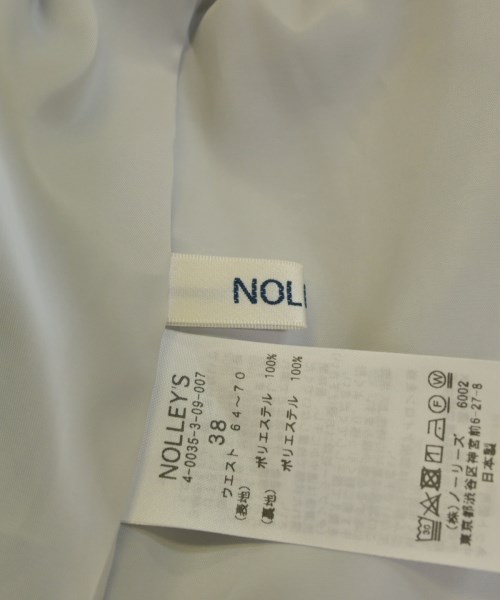 NOL
NOLLEY'S
4-0035-3-09-007
38
ウエスト 64~70
(表地) ポリエステル 100%
(裏地) ポリエステル 100%
30
(株)ノーリーズ 6002
東京都渋谷区神宮前6-27-8
日本製